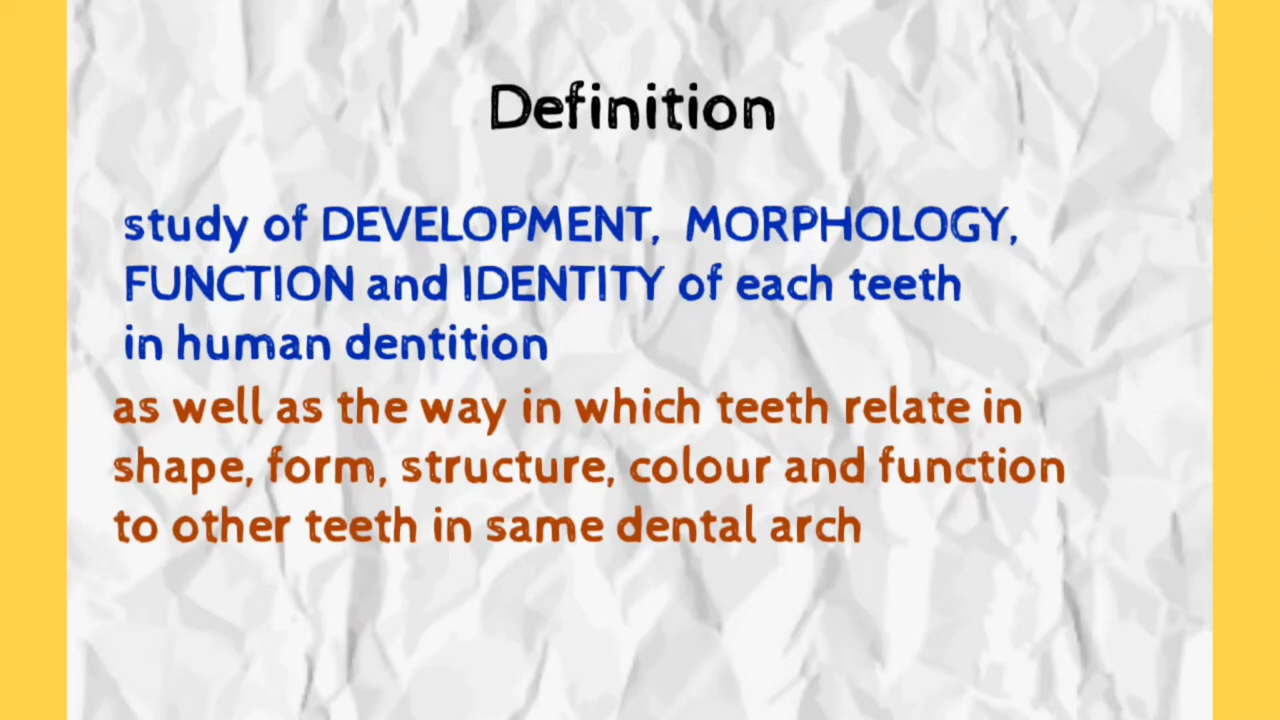 Definition
study of DEVELOPMENT, MORPHOLOGY,
FUNCTION and IDENTITY of each teeth
in human dentition
as well as the way in which teeth relate in
shape, form, structure, colour and function
to other teeth in same dental arch